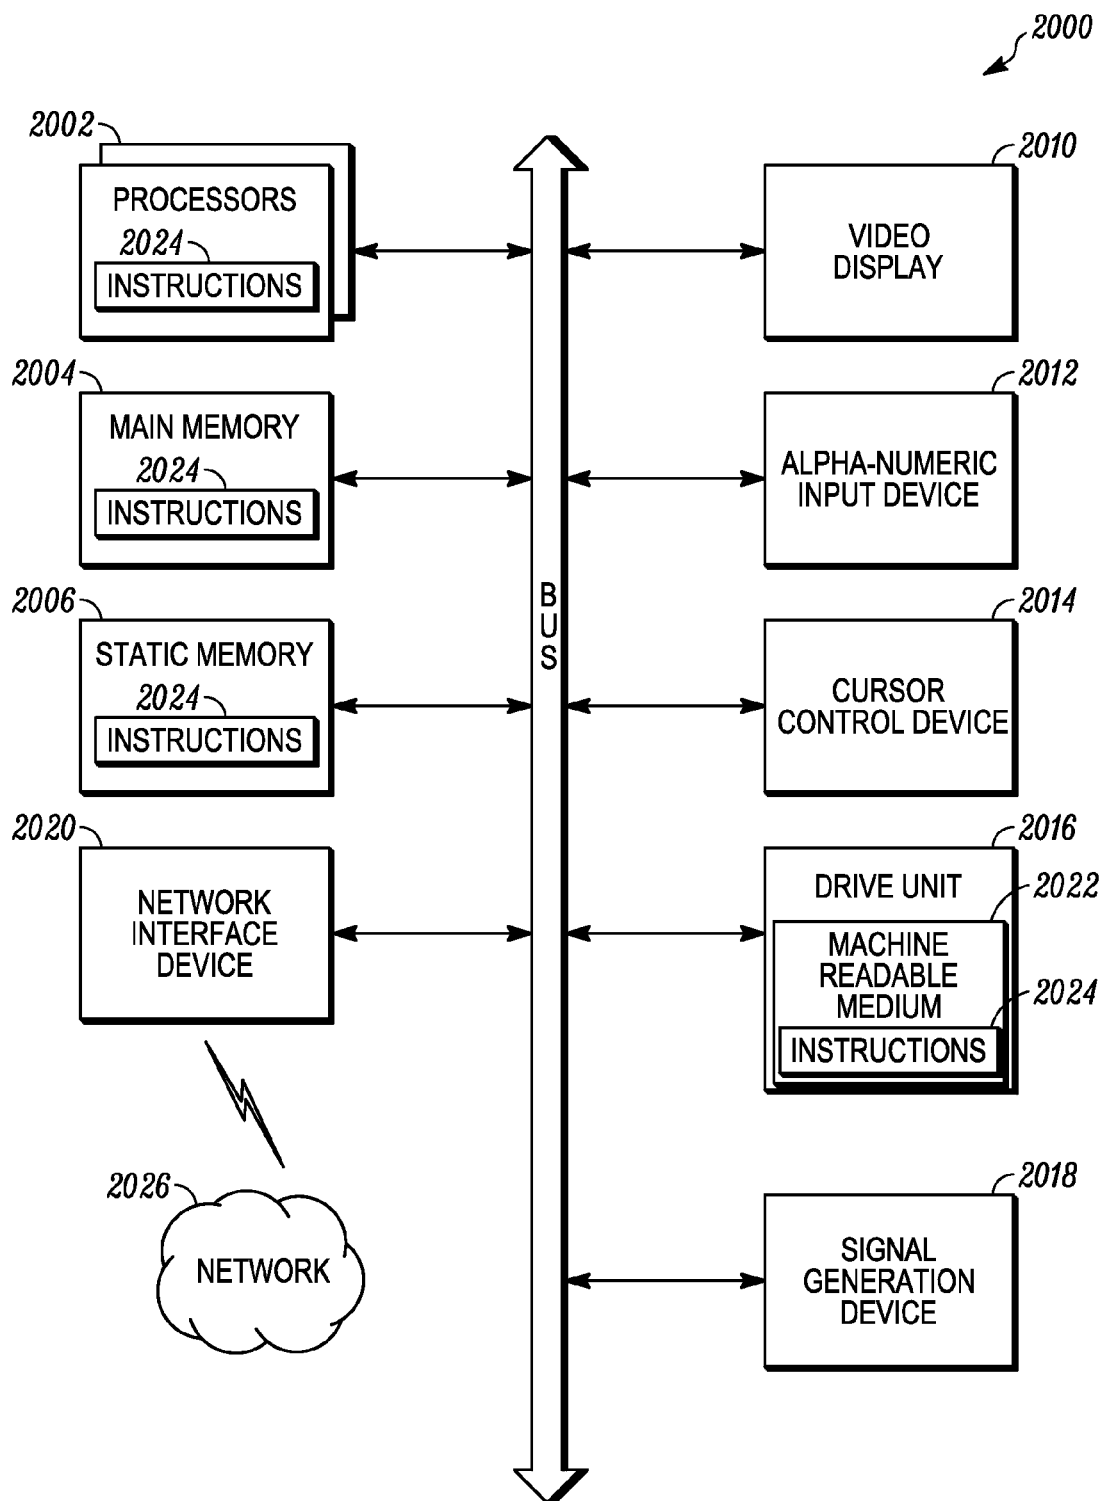 2000
2002
PROCESSORS
2024
INSTRUCTIONS
2004
MAIN MEMORY
2024
INSTRUCTIONS
2006
STATIC MEMORY
2024
INSTRUCTIONS
2020
NETWORK
INTERFACE
DEVICE
2026
NETWORK
BUS
2010
VIDEO
DISPLAY
2012
ALPHA-NUMERIC
INPUT DEVICE
2014
CURSOR
CONTROL DEVICE
2016
DRIVE UNIT
2022
MACHINE
READABLE
MEDIUM
2024
INSTRUCTIONS
2018
SIGNAL
GENERATION
DEVICE